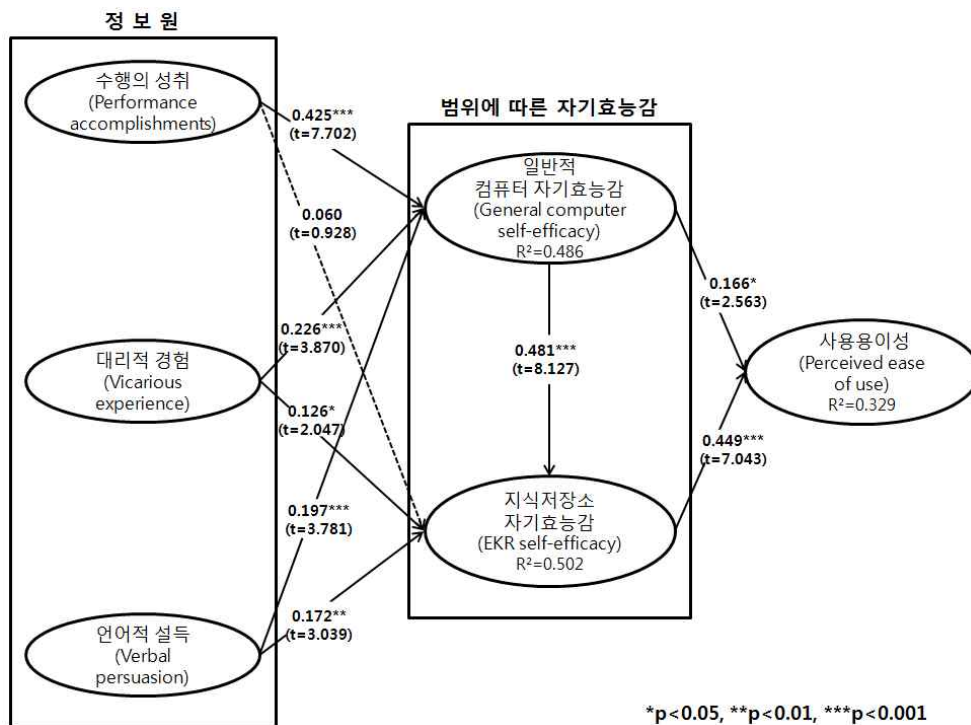 정 보 원
수행의 성취
(Performance
accomplishments)
0.425***
(t=7.702)
범위에 따른 자기효능감
일반적
컴퓨터 자기효능감
(General computer
self-efficacy)
R²=0.486
0.060
(t=0.928)
0.166*
(t=2.563)
0.226***
(t=3.870)
대리적 경험
(Vicarious
experience)
0.481***
(t=8.127)
사용용이성
(Perceived ease
of use)
R²=0.329
0.126*
(t=2.047)
0.449***
(t=7.043)
0.197***
(t=3.781)
지식저장소
자기효능감
(EKR self-efficacy)
R²=0.502
0.172**
(t=3.039)
언어적 설득
(Verbal
persuasion)
*p<0.05, **p<0.01, ***p<0.001